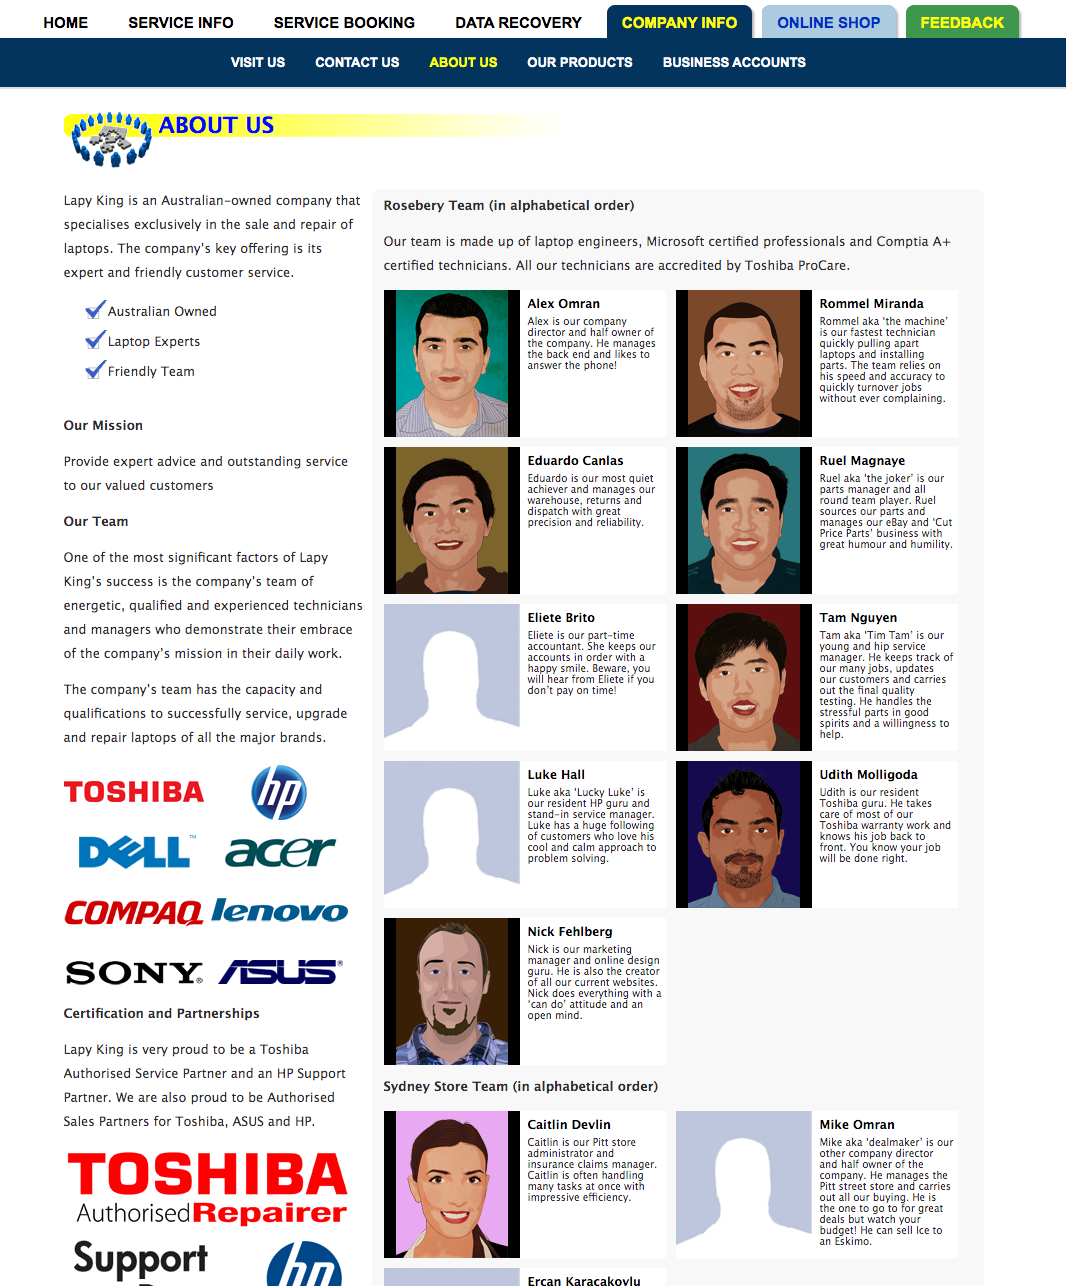 HOME SERVICE INFO SERVICE BOOKING DATA RECOVERY COMPANY INFO ONLINE SHOP FEEDBACK
VISIT US CONTACT US ABOUT US OUR PRODUCTS BUSINESS ACCOUNTS
ABOUT US
Lapy King is an Australian-owned company that
specialises exclusively in the sale and repair of
laptops. The company's key offering is its
expert and friendly customer service.
Australian Owned
Laptop Experts
Friendly Team
Our Mission
Provide expert advice and outstanding service
to our valued customers
Our Team
One of the most significant factors of Lapy
King's success is the company's team of
energetic, qualified and experienced technicians
and managers who demonstrate their embrace
of the company's mission in their daily work.
The company's team has the capacity and
qualifications to successfully service, upgrade
and repair laptops of all the major brands.
TOSHIBA hp
DELL™ acer
COMPAQ lenovo
SONY® ASUS®
Certification and Partnerships
Lapy King is very proud to be a Toshiba
Authorised Service Partner and an HP Support
Partner. We are also proud to be Authorised
Sales Partners for Toshiba, ASUS and HP.
TOSHIBA
Authorised Repairer
Support
hp
Rosebery Team (in alphabetical order)
Our team is made up of laptop engineers, Microsoft certified professionals and Comptia A+
certified technicians. All our technicians are accredited by Toshiba ProCare.
Alex Omran
Alex is our company
director and half owner of
the company. He manages
the back end and likes to
answer the phone!
Rommel Miranda
Rommel aka 'the machine'
is our fastest technician
quickly pulling apart
laptops and installing
parts. The team relies on
his speed and accuracy to
quickly turnover jobs
without ever complaining.
Eduardo Canlas
Eduardo is our most quiet
achiever and manages our
warehouse, returns and
dispatch with great
precision and reliability.
Ruel Magnaye
Ruel aka 'the joker' is our
parts manager and all
round team player. Ruel
sources our parts and
manages our eBay and 'Cut
Price Parts' business with
great humour and humility.
Eliete Brito
Eliete is our part-time
accountant. She keeps our
accounts in order with a
happy smile. Beware, you
will hear from Eliete if you
don't pay on time!
Tam Nguyen
Tam aka 'Tim Tam' is our
young and hip service
manager. He keeps track of
our many jobs, updates
our customers and carries
out the final quality
testing. He handles the
stressful parts in good
spirits and a willingness to
help.
Luke Hall
Luke aka 'Lucky Luke' is
our resident HP guru and
stand-in service manager.
Luke has a huge following
of customers who love his
cool and calm approach to
problem solving.
Udith Molligoda
Udith is our resident
Toshiba guru. He takes
care of most of our
Toshiba warranty work and
knows his job back to
front. You know your job
will be done right.
Nick Fehlberg
Nick is our marketing
manager and online design
guru. He is also the creator
of all our current websites.
Nick does everything with a
'can do' attitude and an
open mind.
Sydney Store Team (in alphabetical order)
Caitlin Devlin
Caitlin is our Pitt store
administrator and
insurance claims manager.
Caitlin is often handling
many tasks at once with
impressive efficiency.
Mike Omran
Mike aka 'dealmaker' is our
other company director
and half owner of the
company. He manages the
Pitt street store and carries
out all our buying. He is
the one to go to for great
deals but watch your
budget! He can sell Ice to
an Eskimo.
Ercan Karacakovlu